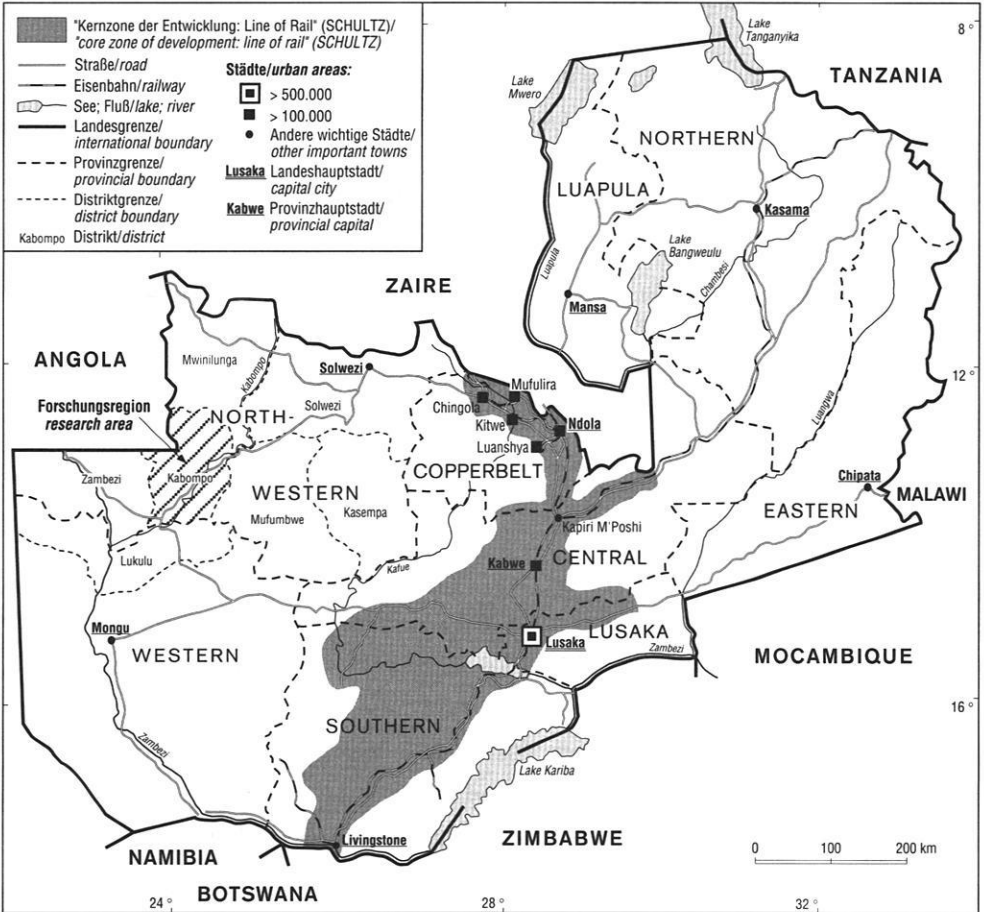 "Kernzone der Entwicklung: Line of Rail" (SCHULTZ)/
"core zone of development: line of rail" (SCHULTZ)
Straße/road
Eisenbahn/railway
See; Fluß/lake; river
Landesgrenze/
international boundary
Provinzgrenze/
provincial boundary
Distriktgrenze/
district boundary
Kabompo Distrikt/district
Städte/urban areas:
> 500.000
> 100.000
Andere wichtige Städte/
other important towns
Lusaka Landeshauptstadt/
capital city
Kabwe Provinzhauptstadt/
provincial capital
8°
Lake
Tanganyika
TANZANIA
Lake
Mwero
NORTHERN
LUAPULA
Kasama
Lake
Bangweulu
Luapula
Chambesi
Mansa
ZAIRE
ANGOLA
12°
Mwinilunga
Kabompo
Solwezi
Mufulira
Chingola
Forschungsregion
research area
NORTH-
Solwezi
Kitwe
Ndola
Luanshya
Luangwa
COPPERBELT
Zambezi
Kabompo
WESTERN
Mufumbwe
Kasempa
Chipata
MALAWI
EASTERN
Kapiri M'Poshi
Lukulu
Kafue
Kabwe
CENTRAL
Mongu
WESTERN
Lusaka
LUSAKA
Zambezi
MOCAMBIQUE
16°
SOUTHERN
Zambezi
Lake Kariba
Livingstone
ZIMBABWE
NAMIBIA
BOTSWANA
0 100 200 km
24° 28° 32°